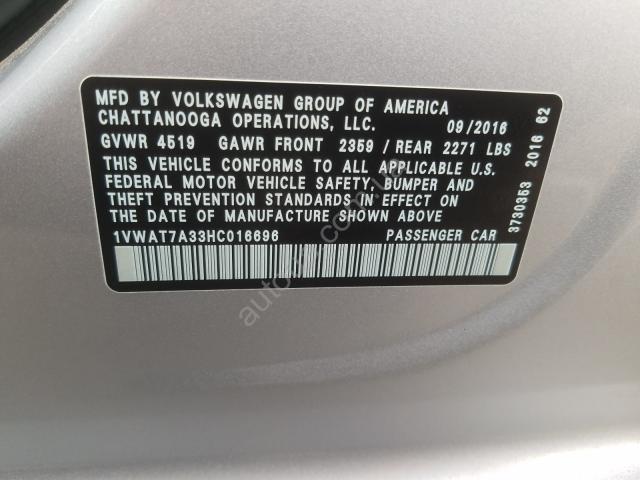 MFD BY VOLKSWAGEN GROUP OF AMERICA
CHATTANOOGA OPERATIONS, LLC. 09/2016
GVWR 4519 GAWR FRONT 2359 / REAR 2271 LBS
THIS VEHICLE CONFORMS TO ALL APPLICABLE U.S.
FEDERAL MOTOR VEHICLE SAFETY, BUMPER AND
THEFT PREVENTION STANDARDS IN EFFECT ON
THE DATE OF MANUFACTURE SHOWN ABOVE
1VWAT7A33HC016696 PASSENGER CAR
3730353 2016 62